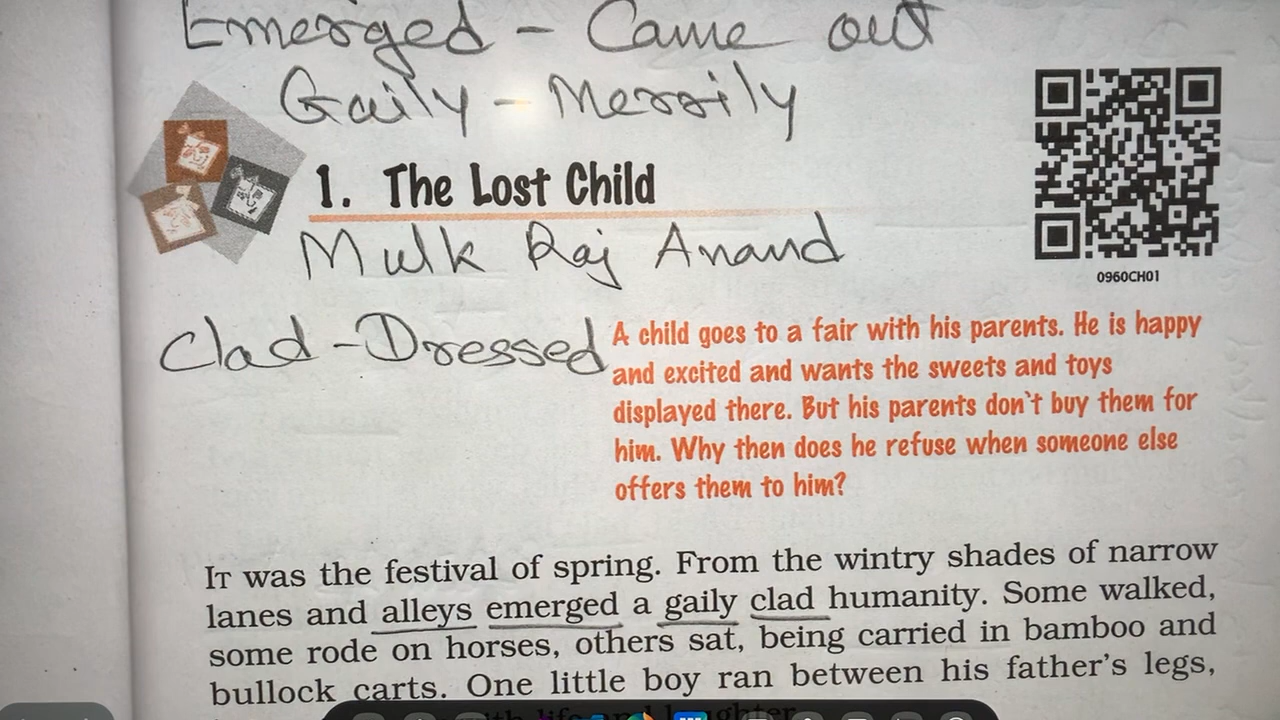 Emerged - Came out
Gaily - Merrily
1. The Lost Child
Mulk Raj Anand
0960CH01
Clad - Dressed
A child goes to a fair with his parents. He is happy
and excited and wants the sweets and toys
displayed there. But his parents don't buy them for
him. Why then does he refuse when someone else
offers them to him?
IT was the festival of spring. From the wintry shades of narrow
lanes and alleys emerged a gaily clad humanity. Some walked,
some rode on horses, others sat, being carried in bamboo and
bullock carts. One little boy ran between his father's legs,